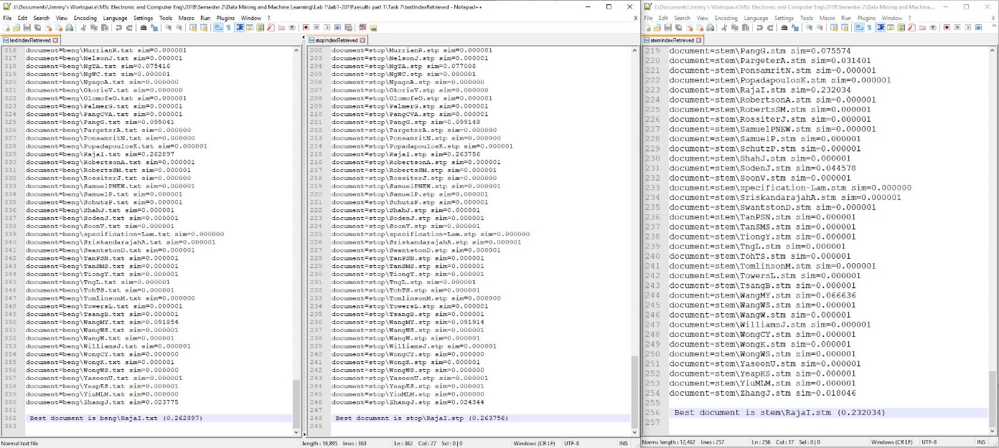 J:\Documents\Jimmy's Workspace\MSc Electronic and Computer Eng\2018\Semester 2\Data Mining and Machine Learning\Lab 1\Lab1-2019\results part 1\Task 7\textIndexRetrieved - Notepad++
File Edit Search View Encoding Language Settings Tools Macro Run Plugins Window ?
X
textIndexRetrieved
316 document=beng\MurrianR.txt sim=0.000001
317 document=beng\NelsonJ.txt sim=0.000001
318 document=beng\NgTA.txt sim=0.075416
319 document=beng\NgWC.txt sim=0.000001
320 document=beng\NyagoA.txt sim=0.000000
321 document=beng\OkorieV.txt sim=0.000000
322 document=beng\OlomofeO.txt sim=0.000001
323 document=beng\PalmerG.txt sim=0.000001
324 document=beng\PangCVA.txt sim=0.000001
325 document=beng\PangG.txt sim=0.099041
326 document=beng\PargeterA.txt sim=0.000000
327 document=beng\PonsamritN.txt sim=0.000000
328 document=beng\PopadapoulosK.txt sim=0.000001
329 document=beng\RajaI.txt sim=0.262897
330 document=beng\RobertsonA.txt sim=0.000001
331 document=beng\RobertsSM.txt sim=0.000001
332 document=beng\RossiterJ.txt sim=0.000000
333 document=beng\SamuelPNEW.txt sim=0.000001
334 document=beng\SamuelP.txt sim=0.000001
335 document=beng\SchutzP.txt sim=0.000001
336 document=beng\ShahJ.txt sim=0.000001
337 document=beng\SodenJ.txt sim=0.000001
338 document=beng\SoonV.txt sim=0.000001
339 document=beng\specification-Lam.txt sim=0.000000
340 document=beng\SriskandarajahA.txt sim=0.000001
341 document=beng\SwantstonD.txt sim=0.000001
342 document=beng\TanPSN.txt sim=0.000001
343 document=beng\TanSMS.txt sim=0.000001
344 document=beng\TiongY.txt sim=0.000001
345 document=beng\TngL.txt sim=0.000001
346 document=beng\TohTS.txt sim=0.000001
347 document=beng\TomlinsonM.txt sim=0.000000
348 document=beng\TowersL.txt sim=0.000001
349 document=beng\TsangB.txt sim=0.000001
350 document=beng\WangMY.txt sim=0.091854
351 document=beng\WangWS.txt sim=0.000001
352 document=beng\WangW.txt sim=0.000001
353 document=beng\WilliamsJ.txt sim=0.000001
354 document=beng\WongCY.txt sim=0.000000
355 document=beng\WongK.txt sim=0.000001
356 document=beng\WongWS.txt sim=0.000000
357 document=beng\YaseenU.txt sim=0.000001
358 document=beng\YeapKS.txt sim=0.000001
359 document=beng\YiuMLM.txt sim=0.000000
360 document=beng\ZhangJ.txt sim=0.023775
361
362 Best document is beng\RajaI.txt (0.262897)
363
stopIndexRetrieved
202 document=stop\MurrianR.stp sim=0.000001
203 document=stop\NelsonJ.stp sim=0.000001
204 document=stop\NgTA.stp sim=0.077008
205 document=stop\NgWC.stp sim=0.000001
206 document=stop\NyagoA.stp sim=0.000000
207 document=stop\OkorieV.stp sim=0.000000
208 document=stop\OlomofeO.stp sim=0.000001
209 document=stop\PalmerG.stp sim=0.000001
210 document=stop\PangCVA.stp sim=0.000001
211 document=stop\PangG.stp sim=0.099148
212 document=stop\PargeterA.stp sim=0.000000
213 document=stop\PonsamritN.stp sim=0.000000
214 document=stop\PopadapoulosK.stp sim=0.000001
215 document=stop\RajaI.stp sim=0.263756
216 document=stop\RobertsonA.stp sim=0.000001
217 document=stop\RobertsSM.stp sim=0.000001
218 document=stop\RossiterJ.stp sim=0.000000
219 document=stop\SamuelPNEW.stp sim=0.000001
220 document=stop\SamuelP.stp sim=0.000001
221 document=stop\SchutzP.stp sim=0.000001
222 document=stop\ShahJ.stp sim=0.000001
223 document=stop\SodenJ.stp sim=0.000001
224 document=stop\SoonV.stp sim=0.000001
225 document=stop\specification-Lam.stp sim=0.000000
226 document=stop\SriskandarajahA.stp sim=0.000001
227 document=stop\SwantstonD.stp sim=0.000001
228 document=stop\TanPSN.stp sim=0.000001
229 document=stop\TanSMS.stp sim=0.000001
230 document=stop\TiongY.stp sim=0.000001
231 document=stop\TngL.stp sim=0.000001
232 document=stop\TohTS.stp sim=0.000001
233 document=stop\TomlinsonM.stp sim=0.000000
234 document=stop\TowersL.stp sim=0.000001
235 document=stop\TsangB.stp sim=0.000001
236 document=stop\WangMY.stp sim=0.091914
237 document=stop\WangWS.stp sim=0.000001
238 document=stop\WangW.stp sim=0.000001
239 document=stop\WilliamsJ.stp sim=0.000001
240 document=stop\WongCY.stp sim=0.000000
241 document=stop\WongK.stp sim=0.000001
242 document=stop\WongWS.stp sim=0.000000
243 document=stop\YaseenU.stp sim=0.000001
244 document=stop\YeapKS.stp sim=0.000001
245 document=stop\YiuMLM.stp sim=0.000000
246 document=stop\ZhangJ.stp sim=0.024344
247
248 Best document is stop\RajaI.stp (0.263756)
249
Normal text file length : 18,895 lines : 363 Ln : 362 Col : 27 Sel : 0 | 0 Windows (CR LF) UTF-8 INS
J:\Documents\Jimmy's Workspace\MSc Electronic and Computer Eng\2018\Semester 2\Data Mining and Machine...
File Edit Search View Encoding Language Settings Tools Macro Run Plugins Window ?
X
stemIndexRetrieved
219 document=stem\PangG.stm sim=0.075574
220 document=stem\PargeterA.stm sim=0.031401
221 document=stem\PonsamritN.stm sim=0.000001
222 document=stem\PopadapoulosK.stm sim=0.000001
223 document=stem\RajaI.stm sim=0.232034
224 document=stem\RobertsonA.stm sim=0.000001
225 document=stem\RobertsSM.stm sim=0.000001
226 document=stem\RossiterJ.stm sim=0.000001
227 document=stem\SamuelPNEW.stm sim=0.000001
228 document=stem\SamuelP.stm sim=0.000001
229 document=stem\SchutzP.stm sim=0.000001
230 document=stem\ShahJ.stm sim=0.000001
231 document=stem\SodenJ.stm sim=0.044578
232 document=stem\SoonV.stm sim=0.000001
233 document=stem\specification-Lam.stm sim=0.000000
234 document=stem\SriskandarajahA.stm sim=0.000001
235 document=stem\SwantstonD.stm sim=0.000001
236 document=stem\TanPSN.stm sim=0.000001
237 document=stem\TanSMS.stm sim=0.000001
238 document=stem\TiongY.stm sim=0.000001
239 document=stem\TngL.stm sim=0.000001
240 document=stem\TohTS.stm sim=0.000001
241 document=stem\TomlinsonM.stm sim=0.000001
242 document=stem\TowersL.stm sim=0.000001
243 document=stem\TsangB.stm sim=0.000001
244 document=stem\WangMY.stm sim=0.066636
245 document=stem\WangWS.stm sim=0.000001
246 document=stem\WangW.stm sim=0.000001
247 document=stem\WilliamsJ.stm sim=0.000001
248 document=stem\WongCY.stm sim=0.000001
249 document=stem\WongK.stm sim=0.000001
250 document=stem\WongWS.stm sim=0.000001
251 document=stem\YaseenU.stm sim=0.000001
252 document=stem\YeapKS.stm sim=0.000001
253 document=stem\YiuMLM.stm sim=0.000001
254 document=stem\ZhangJ.stm sim=0.018046
255
256 Best document is stem\RajaI.stm (0.232034)
257
Norma length : 12,462 lines : 257 Ln : 256 Col : 17 Sel : 0 | 0 Windows (CR LF) UTF-8 INS